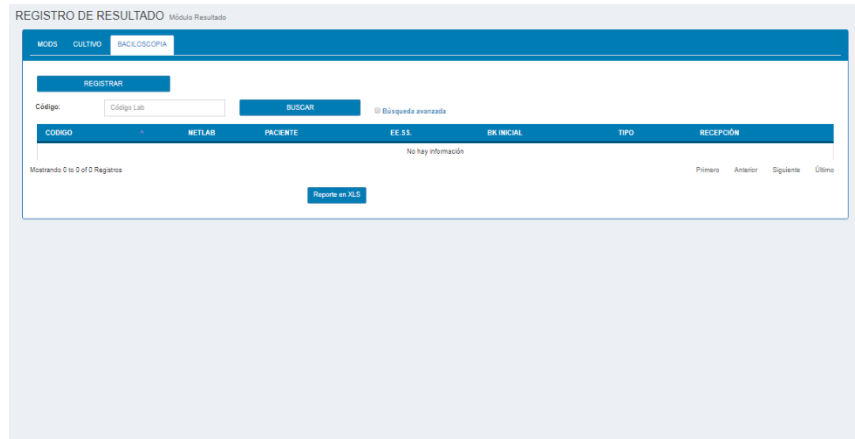 REGISTRO DE RESULTADO Módulo Resultado
MODS CULTIVO BACILOSCOPIA
REGISTRAR
Código: Código Lab BUSCAR Búsqueda avanzada
CODIGO NETLAB PACIENTE EE.SS. BK INICIAL TIPO RECEPCIÓN
No hay información
Mostrando 0 to 0 of 0 Registros Primero Anterior Siguiente Último
Reporte en XLS